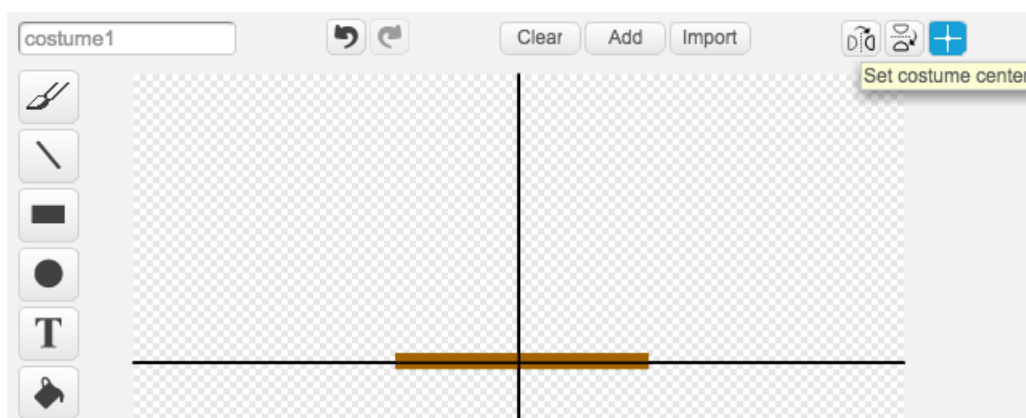 costume1
Clear
Add
Import
Set costume center
T